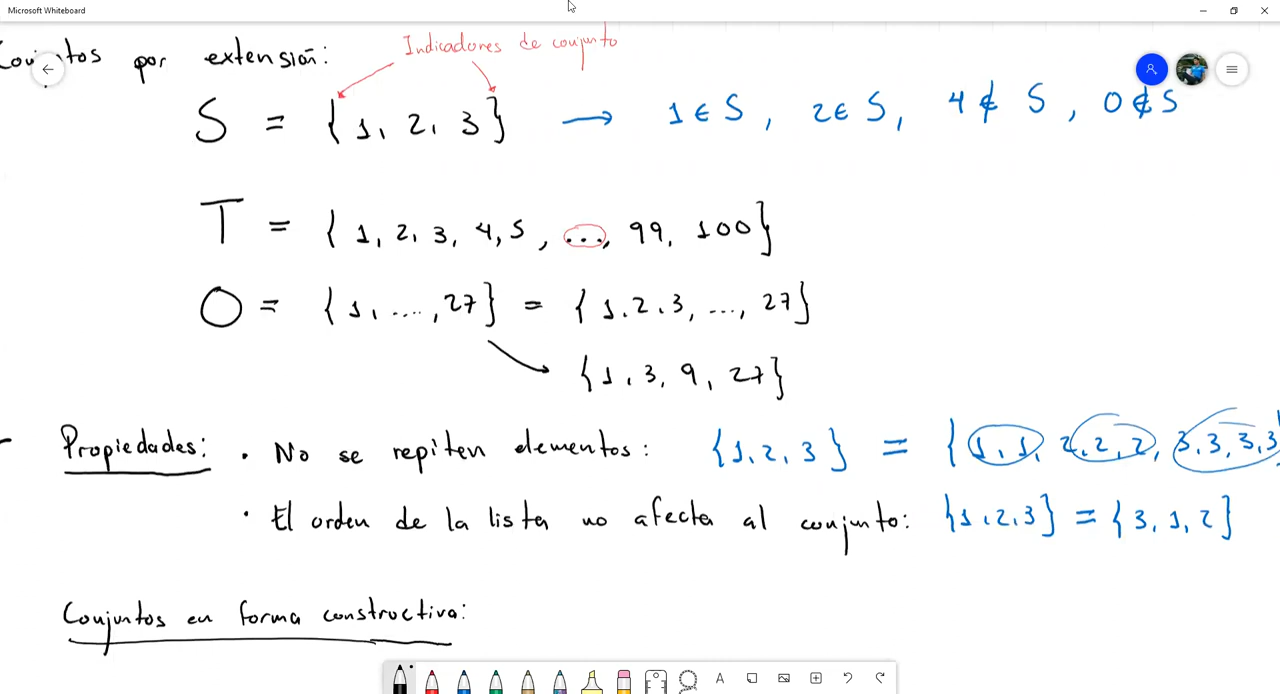 Microsoft Whiteboard
Conjuntos por extensión:
Indicadores de conjunto
S = {1, 2, 3} → 1 ∈ S, 2 ∈ S, 4 ∉ S, 0 ∉ S
T = {1, 2, 3, 4, 5, ..., 99, 100}
O = {1, ...., 27} = {1, 2, 3, ..., 27}
{1, 3, 9, 27}
Propiedades: • No se repiten elementos: {1, 2, 3} = {1, 1, 2, 2, 2, 3, 3, 3, 3}
• El orden de la lista no afecta al conjunto: {1, 2, 3} = {3, 1, 2}
Conjuntos en forma constructiva: